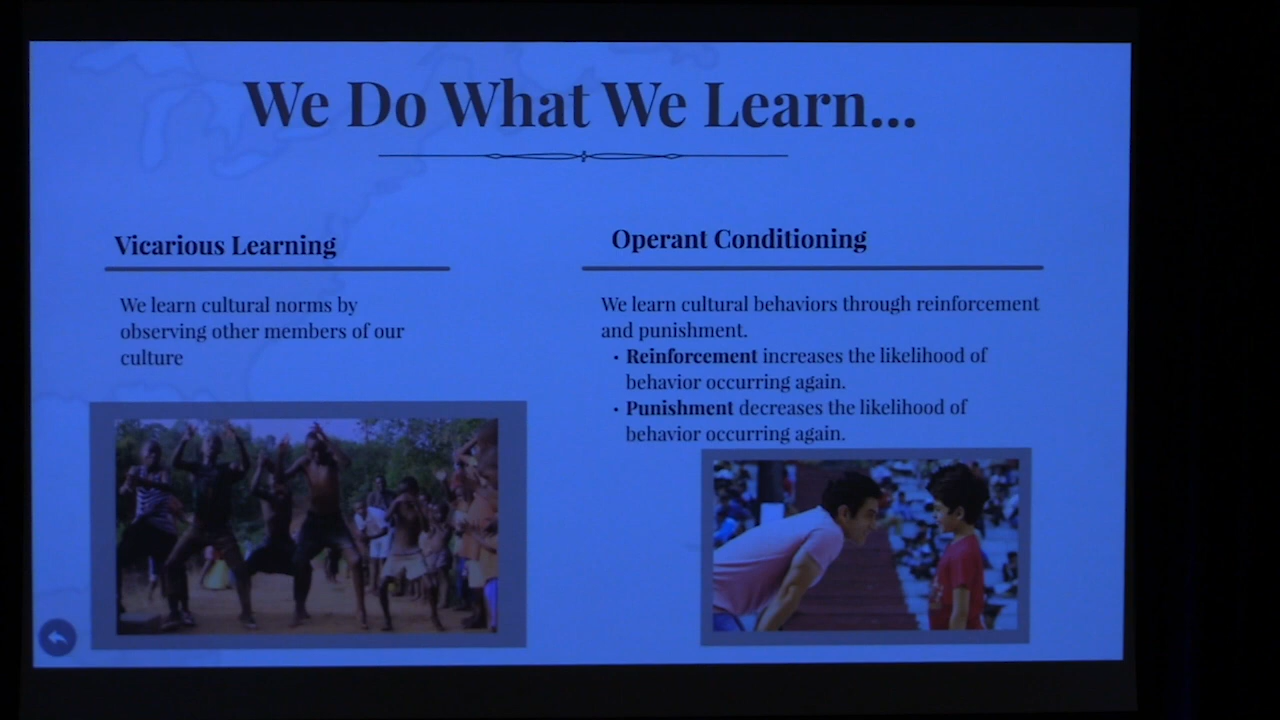 We Do What We Learn...
Vicarious Learning
We learn cultural norms by
observing other members of our
culture
Operant Conditioning
We learn cultural behaviors through reinforcement
and punishment.
• Reinforcement increases the likelihood of
behavior occurring again.
• Punishment decreases the likelihood of
behavior occurring again.